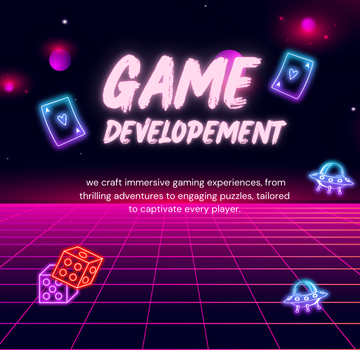 GAME
DEVELOPEMENT
we craft immersive gaming experiences, from
thrilling adventures to engaging puzzles, tailored
to captivate every player.